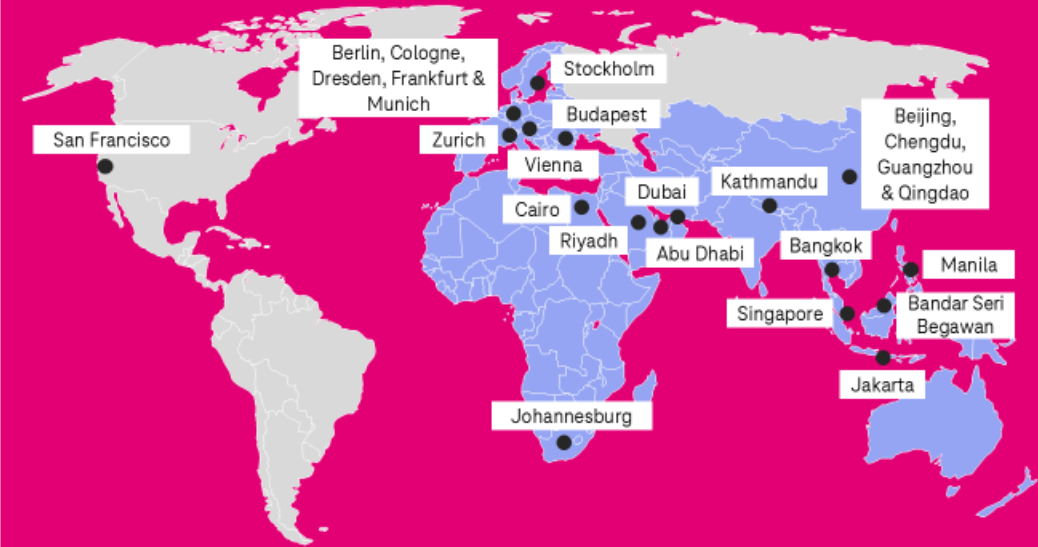 Berlin, Cologne,
Dresden, Frankfurt &
Munich
Stockholm
San Francisco
Zurich
Budapest
Vienna
Beijing,
Chengdu,
Guangzhou
& Qingdao
Cairo
Dubai
Kathmandu
Riyadh
Abu Dhabi
Bangkok
Manila
Singapore
Bandar Seri
Begawan
Jakarta
Johannesburg